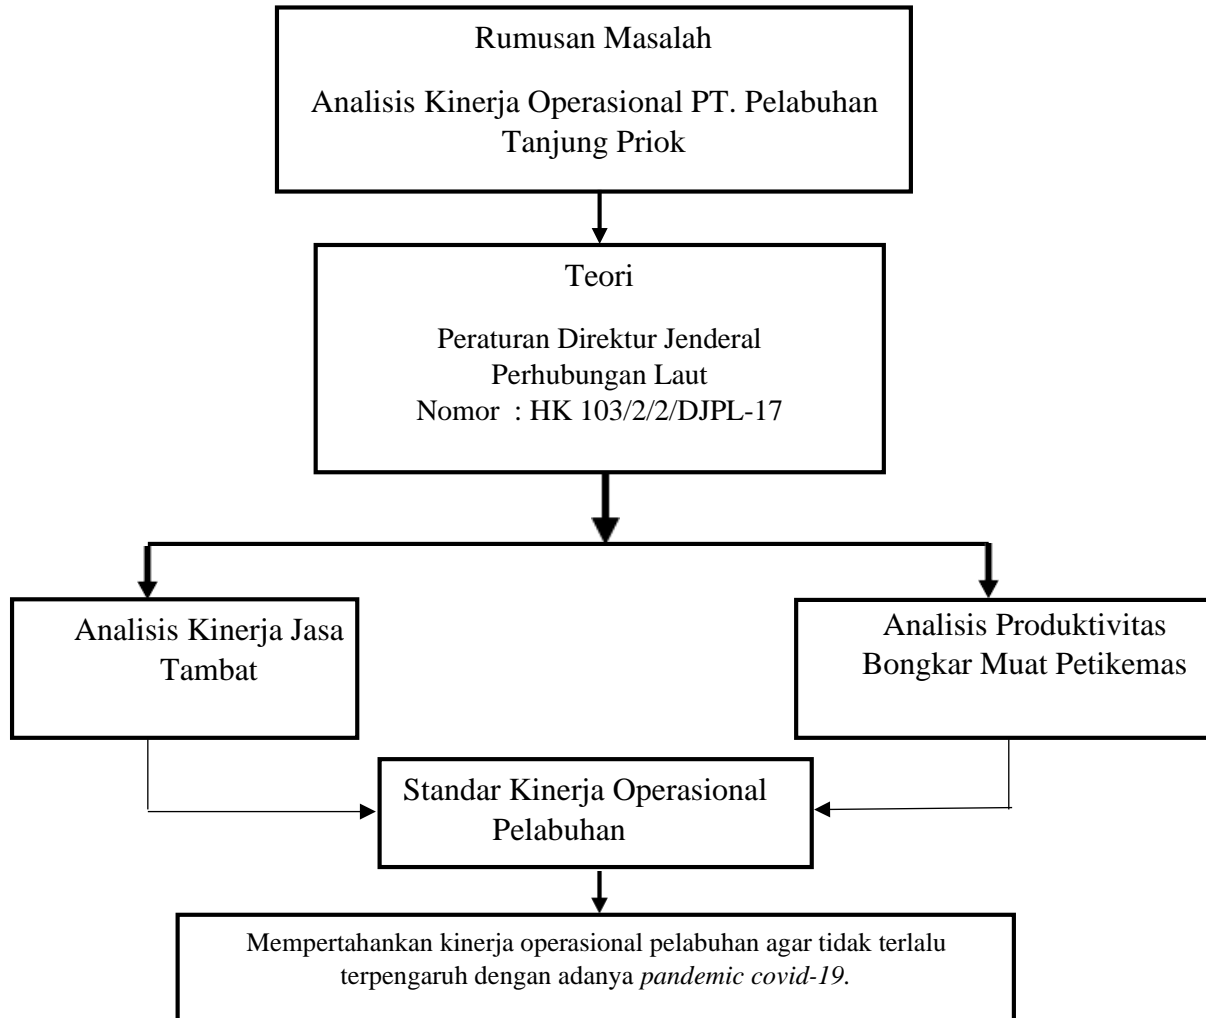 Rumusan Masalah
Analisis Kinerja Operasional PT. Pelabuhan
Tanjung Priok
Teori
Peraturan Direktur Jenderal
Perhubungan Laut
Nomor  : HK 103/2/2/DJPL-17
Analisis Kinerja Jasa
Tambat
Analisis Produktivitas
Bongkar Muat Petikemas
Standar Kinerja Operasional
Pelabuhan
Mempertahankan kinerja operasional pelabuhan agar tidak terlalu
terpengaruh dengan adanya pandemic covid-19.